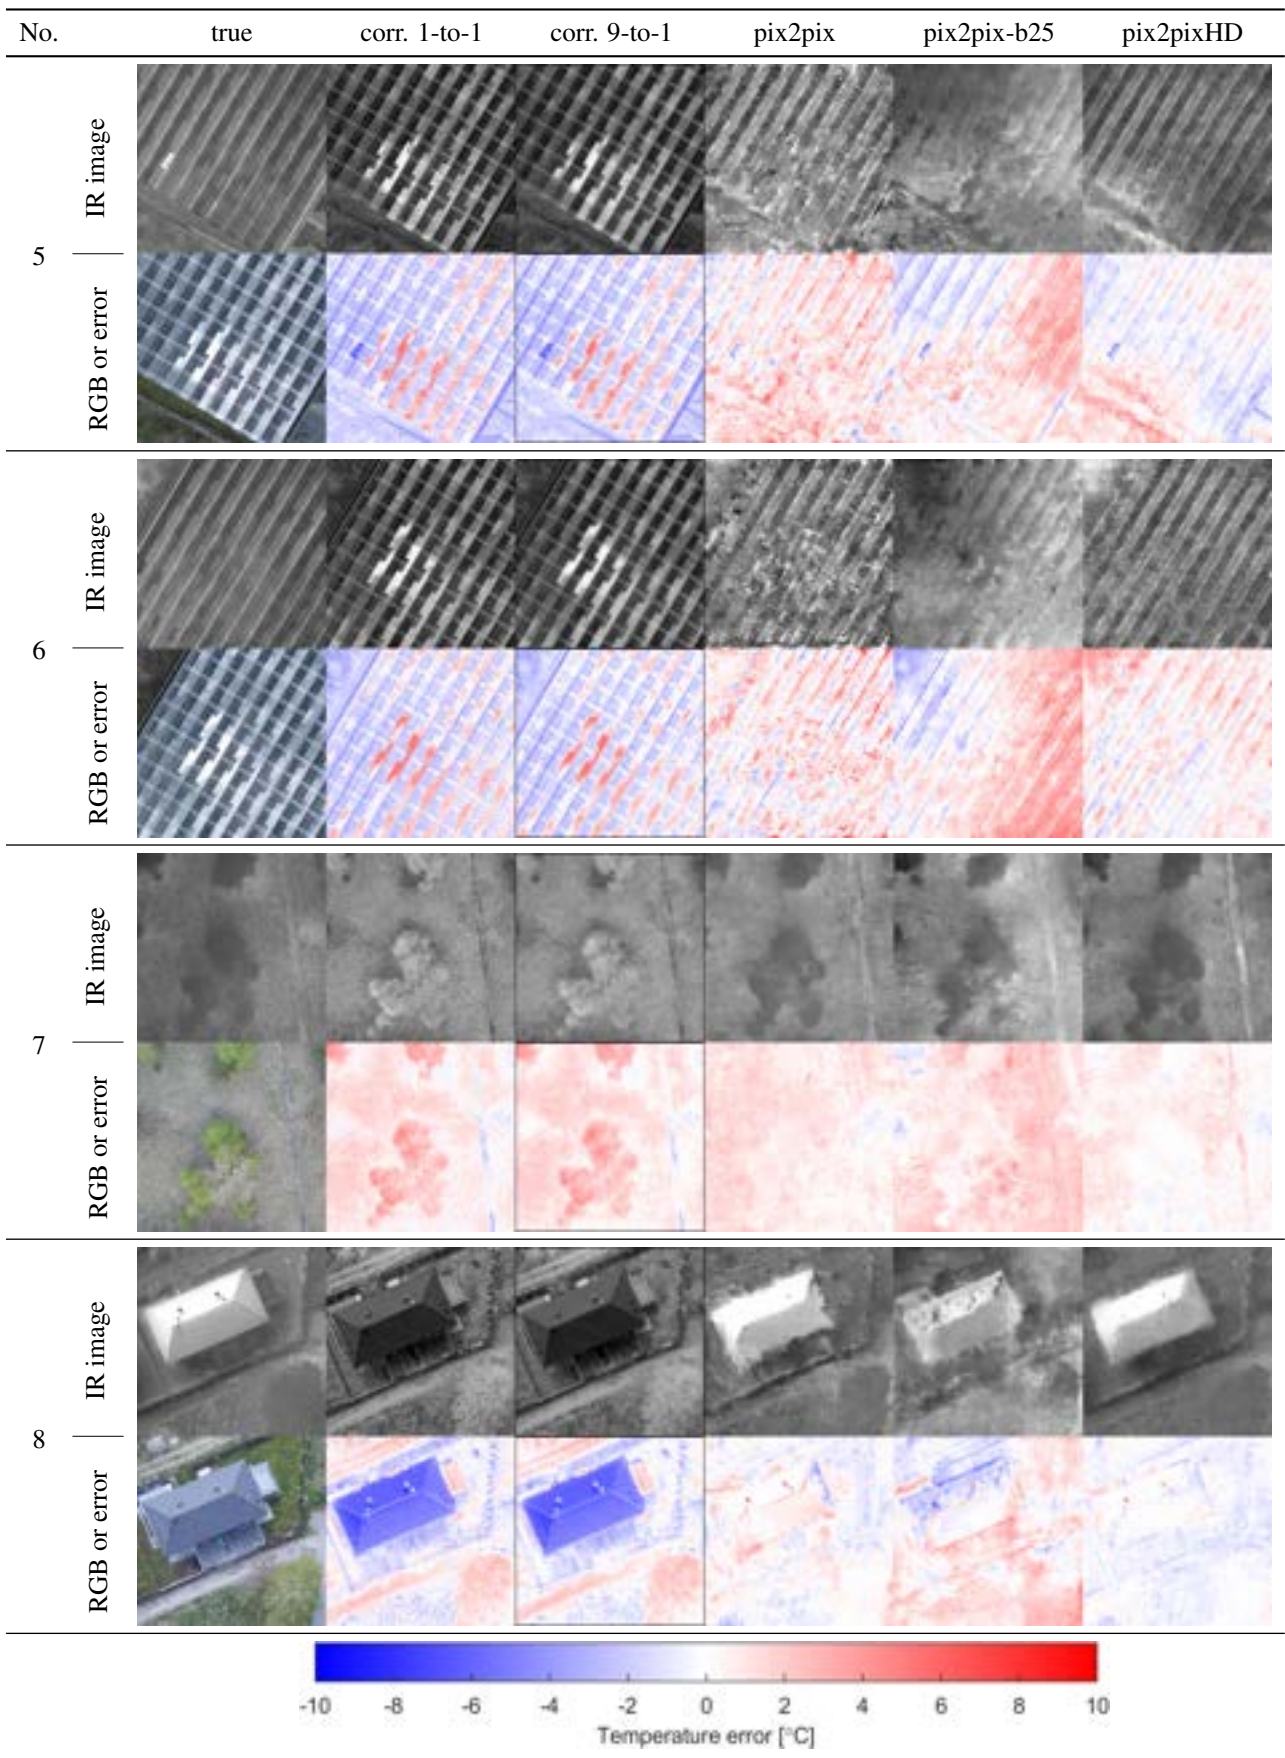 No. true corr. 1-to-1 corr. 9-to-1 pix2pix pix2pix-b25 pix2pixHD
IR image
5
RGB or error
IR image
6
RGB or error
IR image
7
RGB or error
IR image
8
RGB or error
-10 -8 -6 -4 -2 0 2 4 6 8 10
Temperature error [°C]